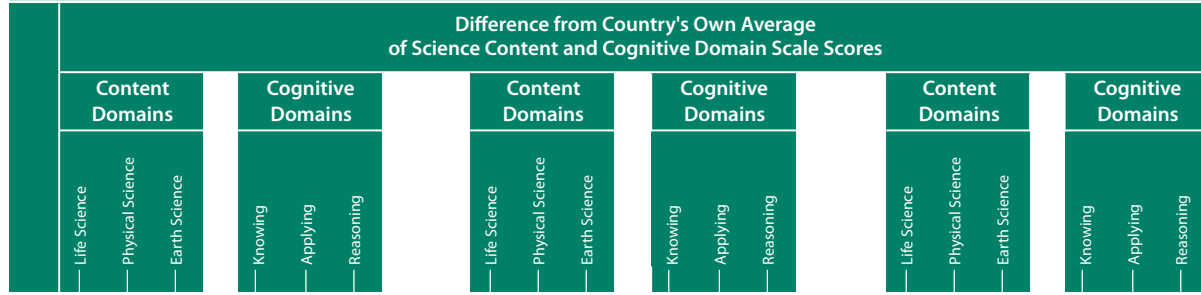 Difference from Country's Own Average
of Science Content and Cognitive Domain Scale Scores
Content
Domains
Cognitive
Domains
Content
Domains
Cognitive
Domains
Content
Domains
Cognitive
Domains
Life Science
Physical Science
Earth Science
Knowing
Applying
Reasoning
Life Science
Physical Science
Earth Science
Knowing
Applying
Reasoning
Life Science
Physical Science
Earth Science
Knowing
Applying
Reasoning